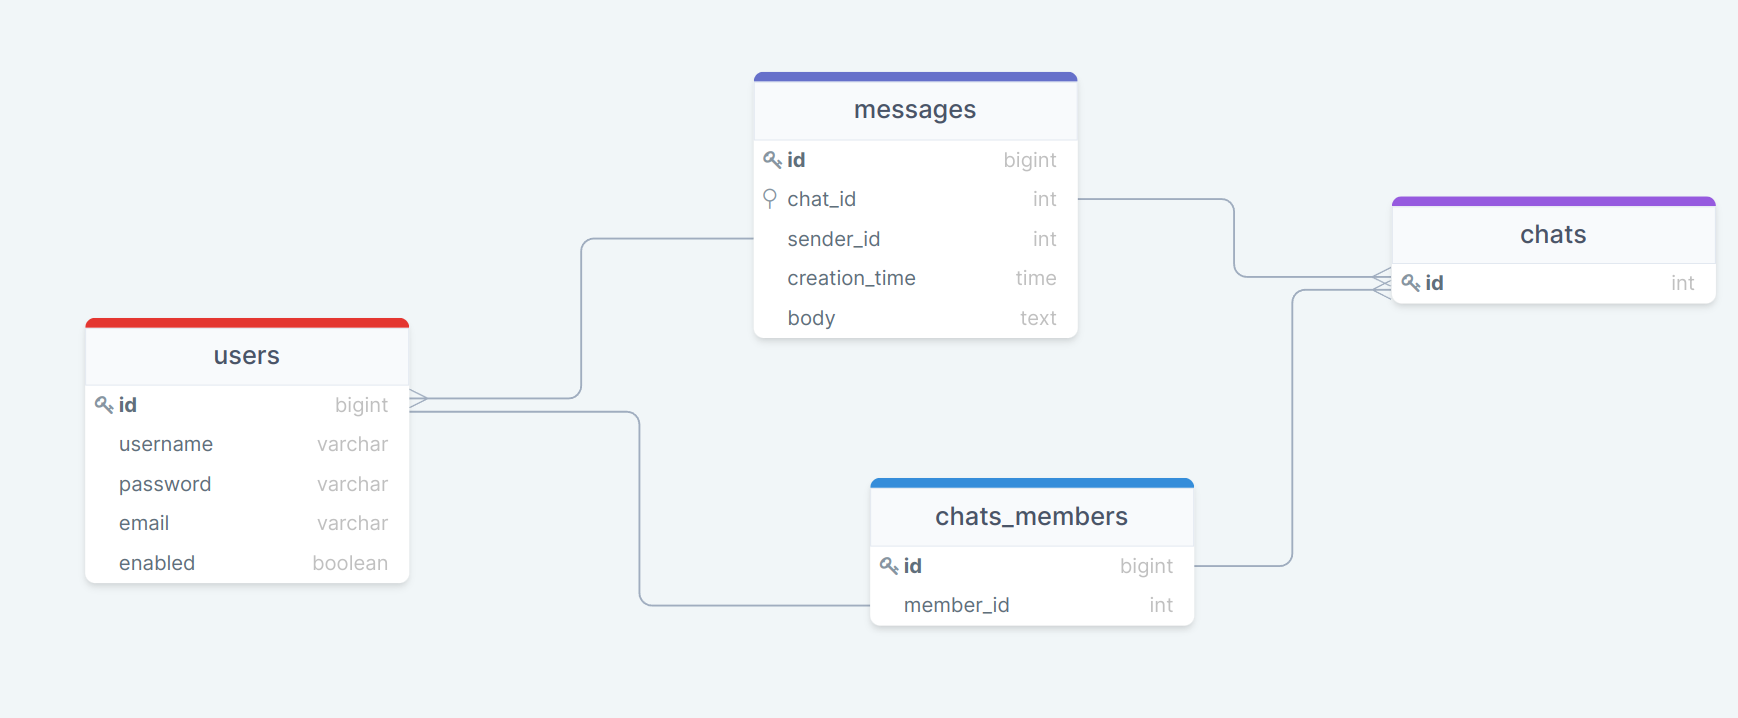 messages
id bigint
chat_id int
sender_id int
creation_time time
body text
chats
id int
users
id bigint
username varchar
password varchar
email varchar
enabled boolean
chats_members
id bigint
member_id int